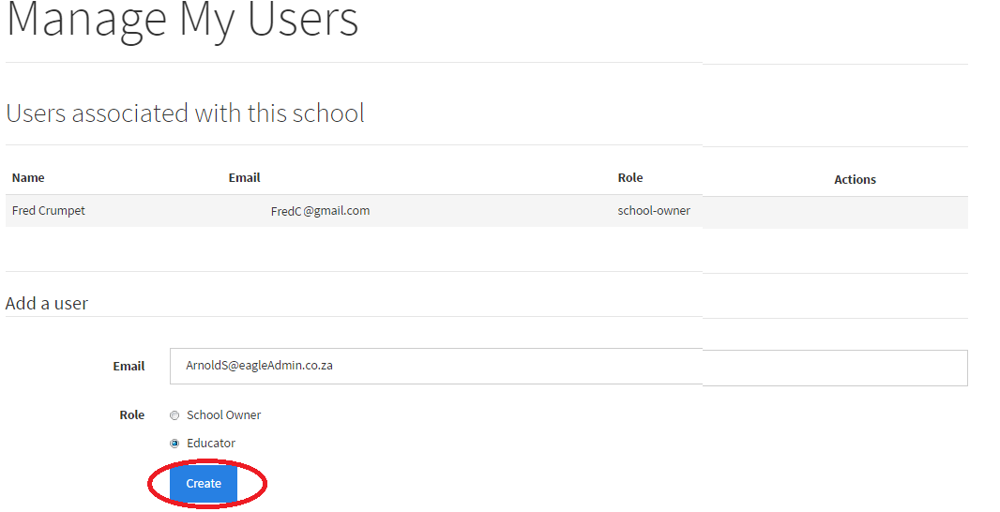 Manage My Users
Users associated with this school
Name Email Role Actions
Fred Crumpet FredC@gmail.com school-owner
Add a user
Email ArnoldS@eagleAdmin.co.za
Role School Owner
Educator
Create